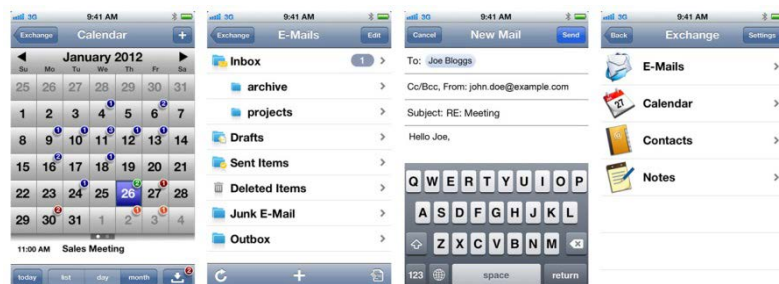 3G 9:41 AM
Exchange Calendar +
January 2012
Su Mo Tu We Th Fr Sa
25 26 27 28 29 30 31
1 2 3 4 5 6 7
8 9 10 11 12 13 14
15 16 17 18 19 20 21
22 23 24 25 26 27 28
29 30 31 1 2 3 4
11:00 AM Sales Meeting
today list day month 2
3G 9:41 AM
Exchange E-Mails Edit
Inbox 1
archive
projects
Drafts
Sent Items
Deleted Items
Junk E-Mail
Outbox
3G 9:41 AM
Cancel New Mail Send
To: Joe Bloggs
Cc/Bcc, From: john.doe@example.com
Subject: RE: Meeting
Hello Joe,
Q W E R T Y U I O P
A S D F G H J K L
Z X C V B N M
123 space return
3G 9:41 AM
Back Exchange Settings
E-Mails
Calendar
Contacts
Notes